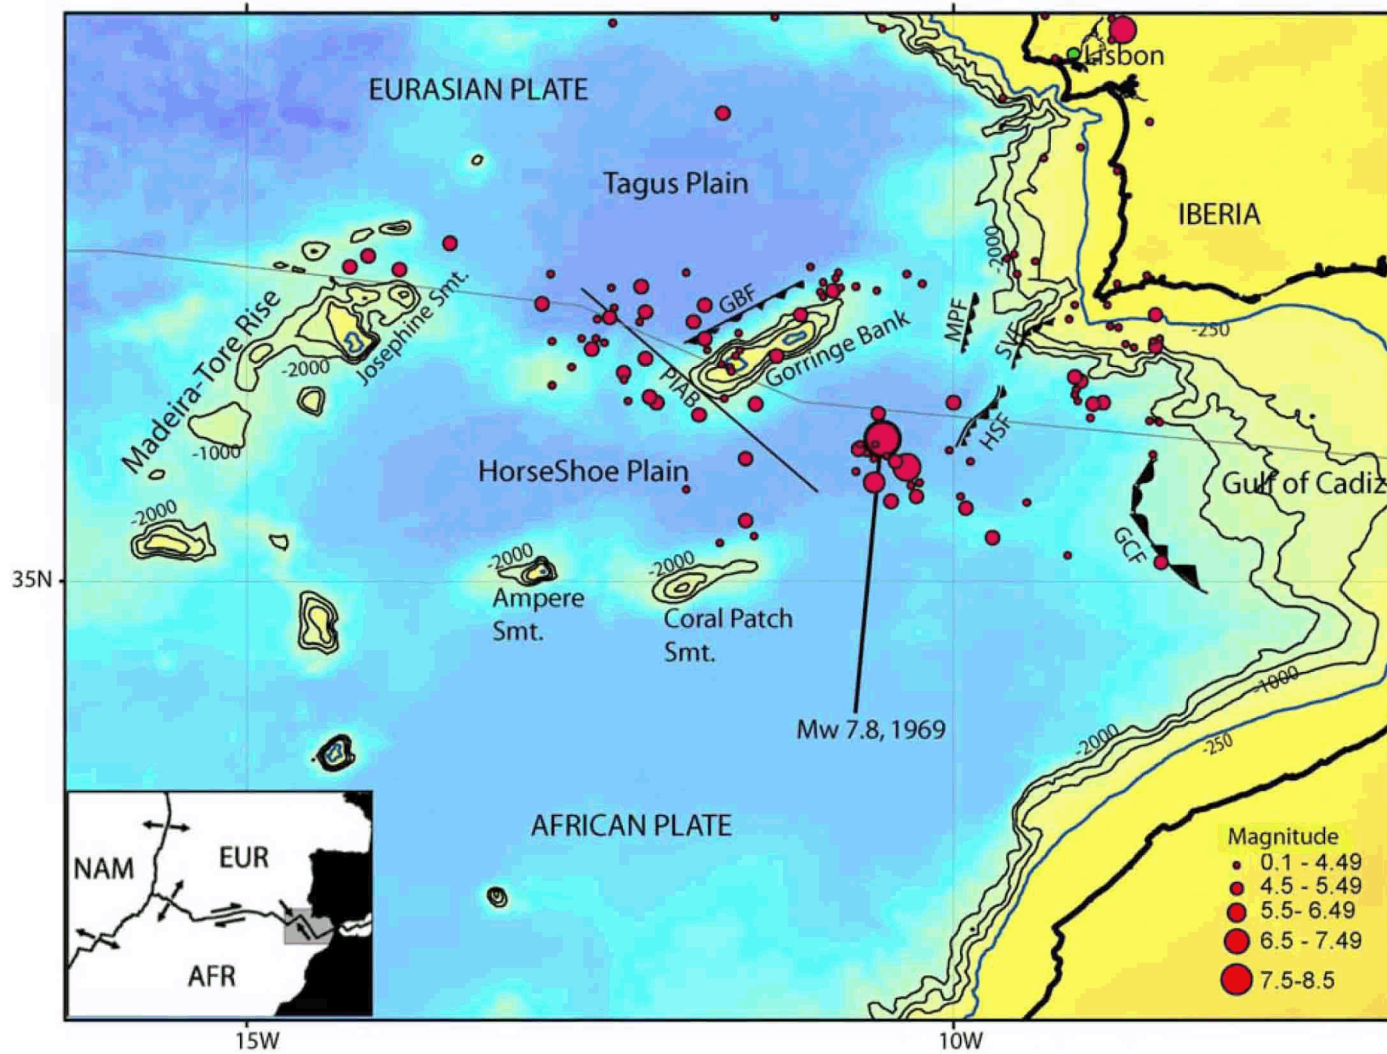 Lisbon
EURASIAN PLATE
Tagus Plain
IBERIA
-2000
GBF
MPF
-250
Josephine Smt.
Madeira-Tore Rise
-2000
Gorringe Bank
PIAB
HSF
-1000
HorseShoe Plain
Gulf of Cadiz
-2000
GCF
35N
-2000
-2000
Ampere
Smt.
Coral Patch
Smt.
-1000
Mw 7.8, 1969
-2000
-250
AFRICAN PLATE
Magnitude
0.1 - 4.49
4.5 - 5.49
5.5- 6.49
6.5 - 7.49
7.5-8.5
NAM
EUR
AFR
15W
10W